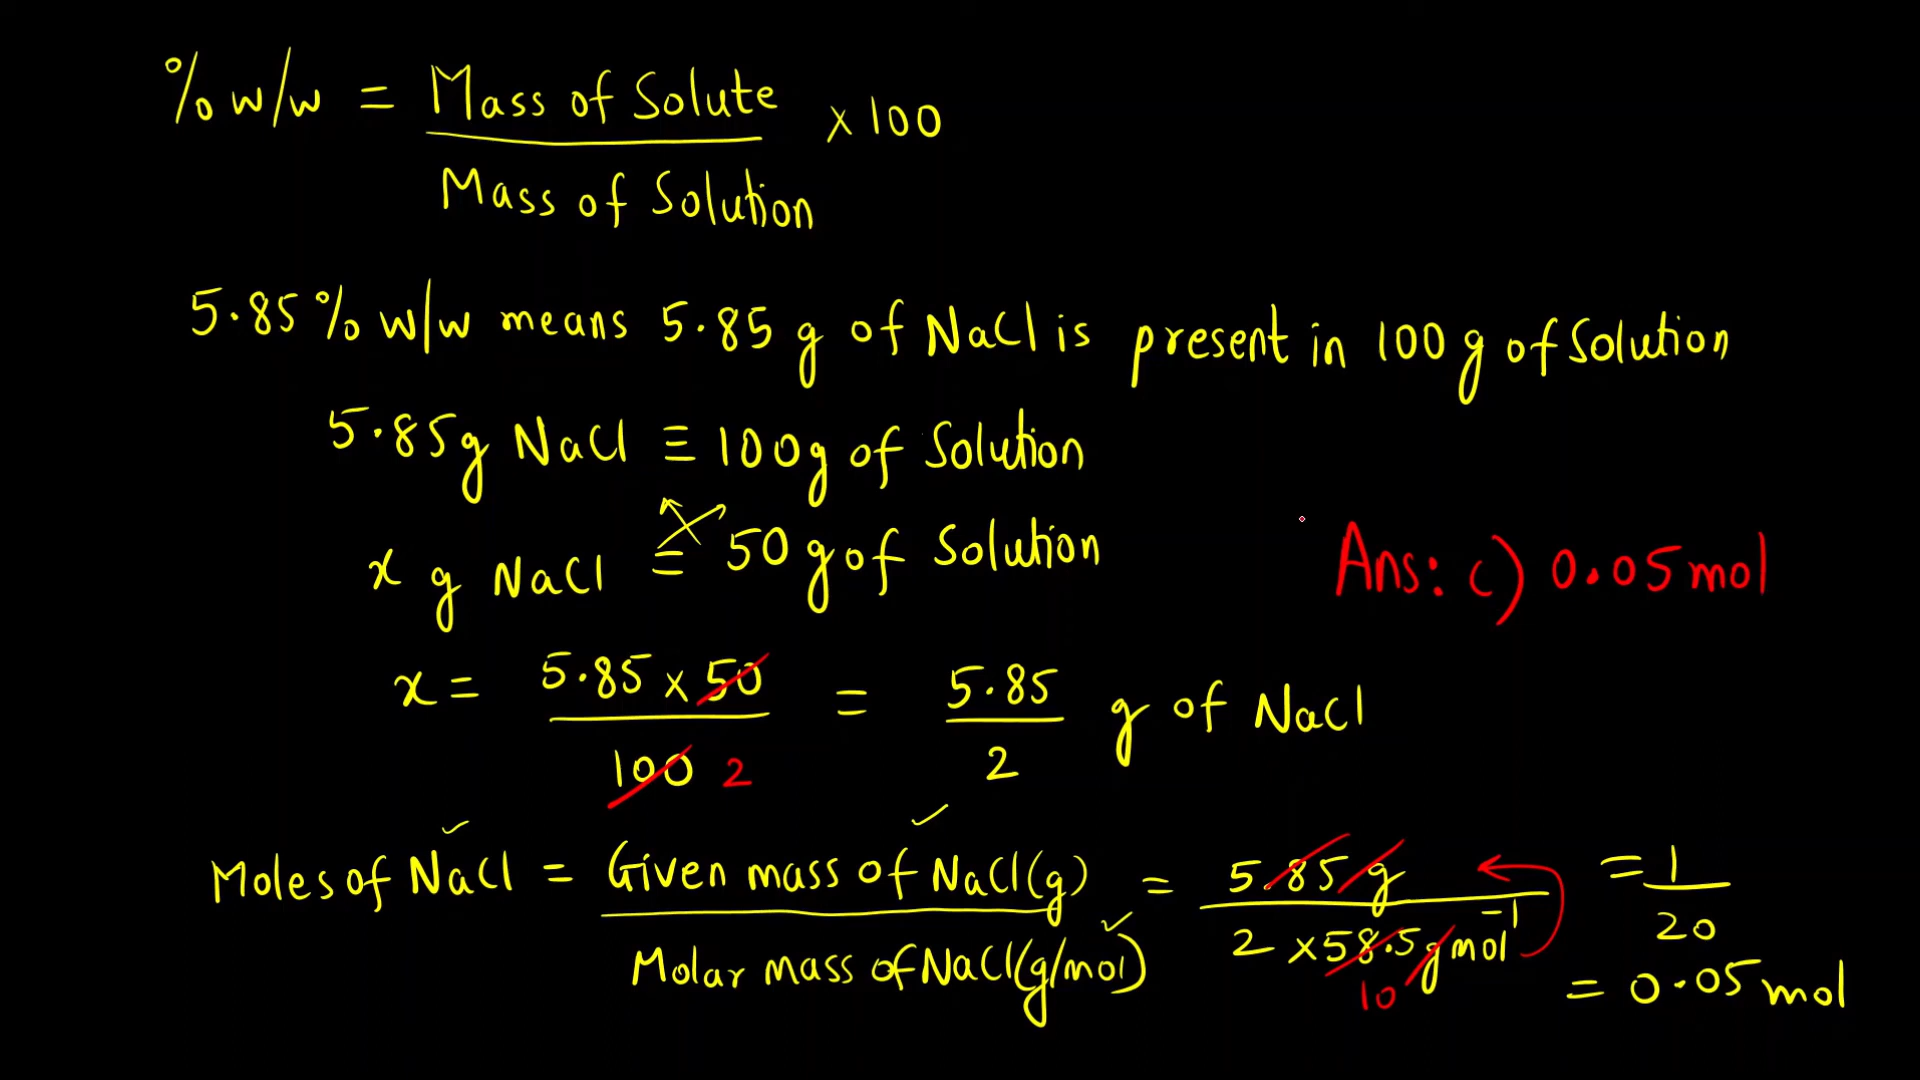 % w/w = Mass of Solute / Mass of Solution × 100
5.85 % w/w means 5.85 g of NaCl is present in 100 g of Solution
5.85g NaCl ≡ 100g of Solution
x g NaCl ≡ 50 g of Solution
Ans: c) 0.05 mol
x = 5.85 × 50 / 100 2 = 5.85 / 2 g of NaCl
Moles of NaCl = Given mass of NaCl(g) / Molar mass of NaCl(g/mol) = 5.85 g / 2 × 58.5 g mol⁻¹ 10 = 1 / 20
= 0.05 mol